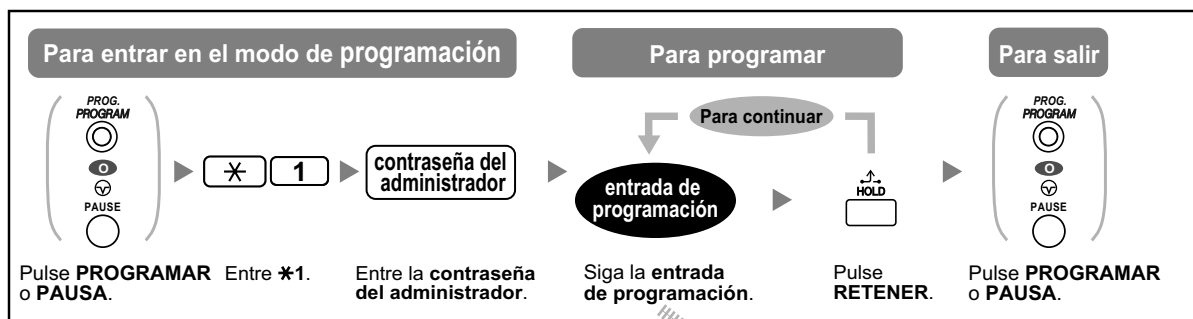 Para entrar en el modo de programación
Para programar
Para salir
PROG.
PROGRAM
O
PAUSE
✱
1
contraseña del
administrador
Para continuar
entrada de
programación
HOLD
PROG.
PROGRAM
O
PAUSE
Pulse PROGRAMAR
o PAUSA.
Entre ✱1.
Entre la contraseña
del administrador.
Siga la entrada
de programación.
Pulse
RETENER.
Pulse PROGRAMAR
o PAUSA.